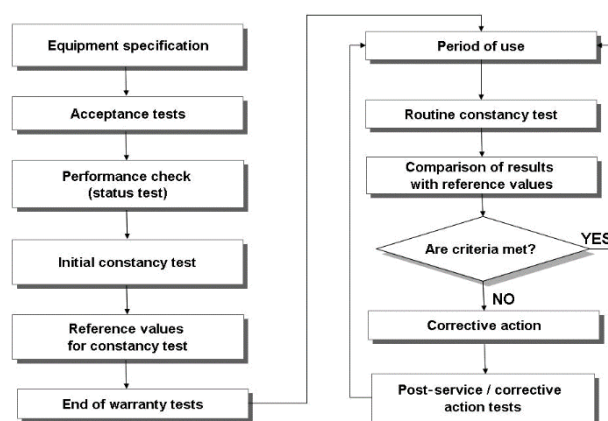 Equipment specification
Acceptance tests
Performance check
(status test)
Initial constancy test
Reference values
for constancy test
End of warranty tests
Period of use
Routine constancy test
Comparison of results
with reference values
Are criteria met?
YES
NO
Corrective action
Post-service / corrective
action tests